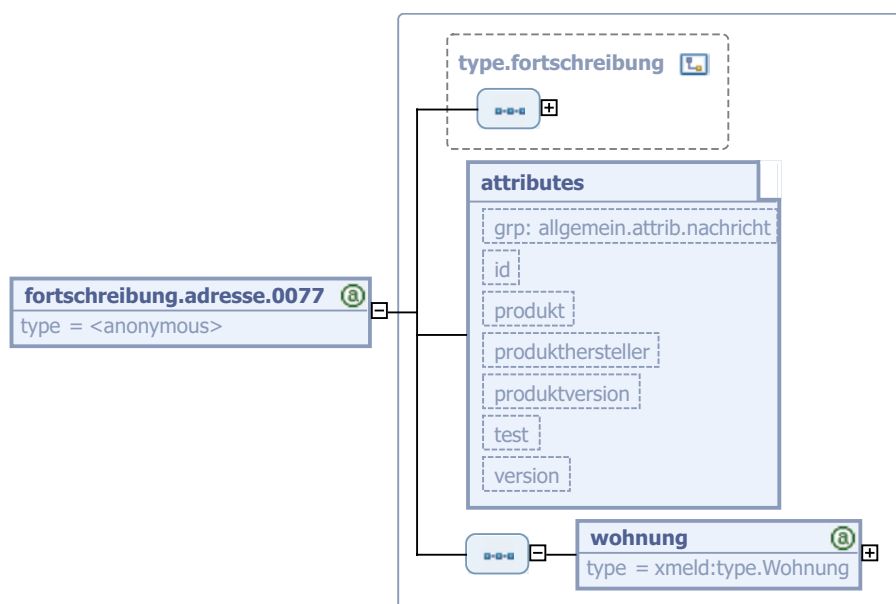 type.fortschreibung
attributes
grp: allgemein.attrib.nachricht
id
produkt
produkthersteller
produktversion
test
version
fortschreibung.adresse.0077
type = <anonymous>
wohnung
type = xmeld:type.Wohnung